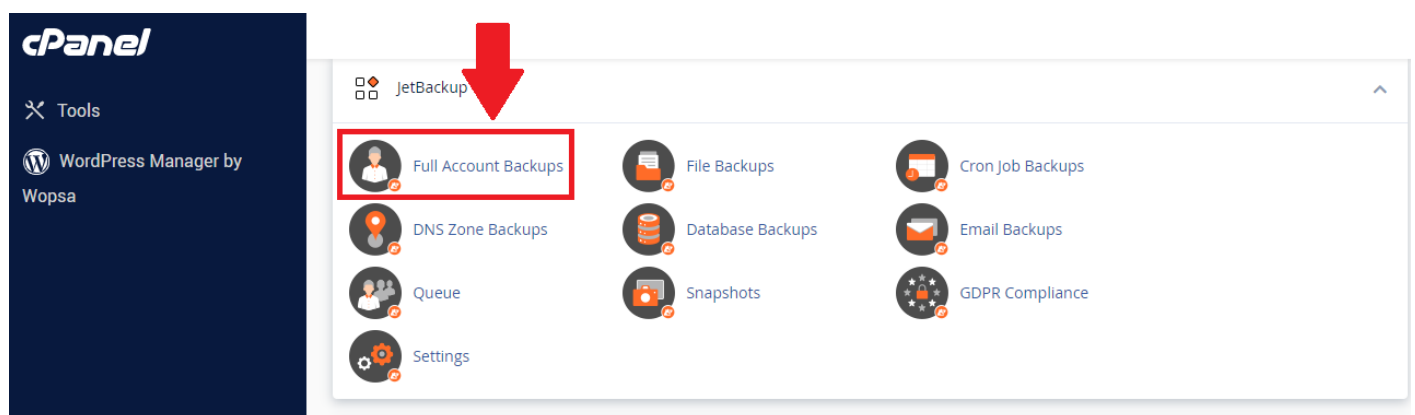 cPanel
Tools
WordPress Manager by
Wopsa
JetBackup
Full Account Backups
File Backups
Cron Job Backups
DNS Zone Backups
Database Backups
Email Backups
Queue
Snapshots
GDPR Compliance
Settings